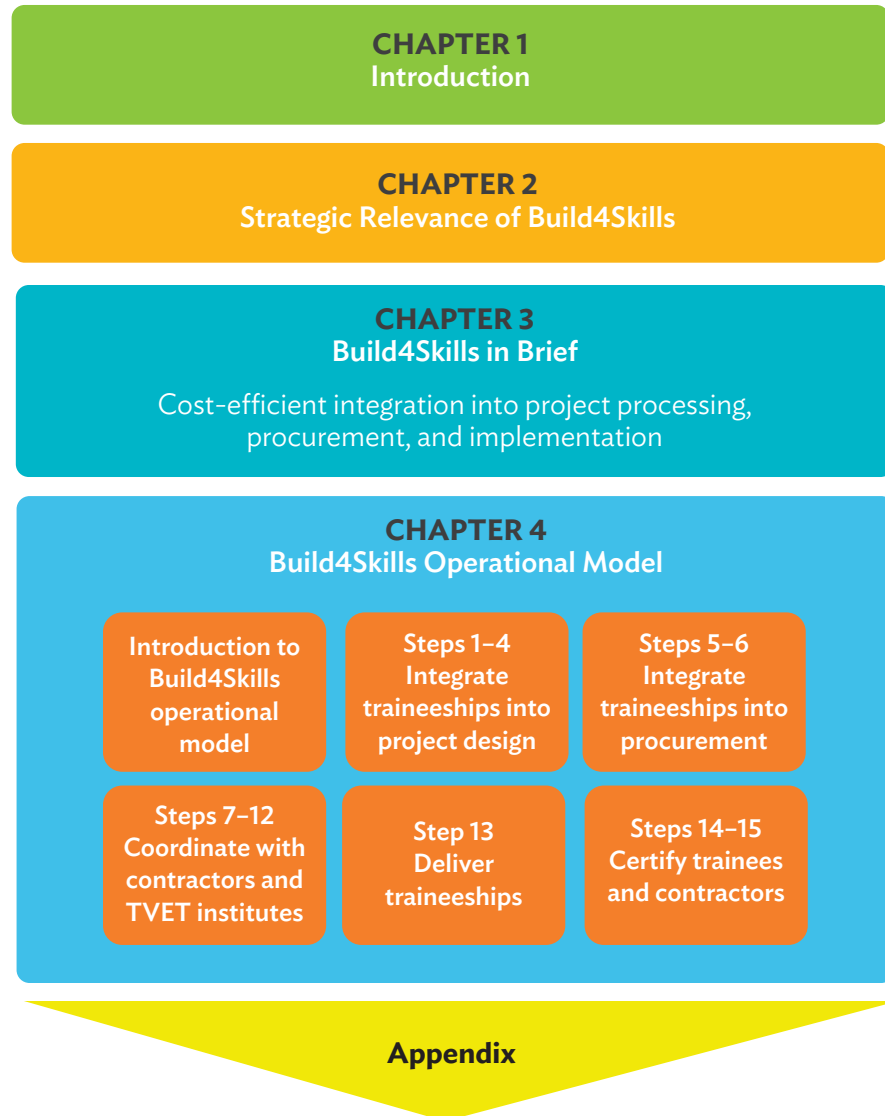 CHAPTER 1
Introduction
CHAPTER 2
Strategic Relevance of Build4Skills
CHAPTER 3
Build4Skills in Brief
Cost-efficient integration into project processing,
procurement, and implementation
CHAPTER 4
Build4Skills Operational Model
Introduction to
Build4Skills
operational
model
Steps 1–4
Integrate
traineeships into
project design
Steps 5–6
Integrate
traineeships into
procurement
Steps 7–12
Coordinate with
contractors and
TVET institutes
Step 13
Deliver
traineeships
Steps 14–15
Certify trainees
and contractors
Appendix